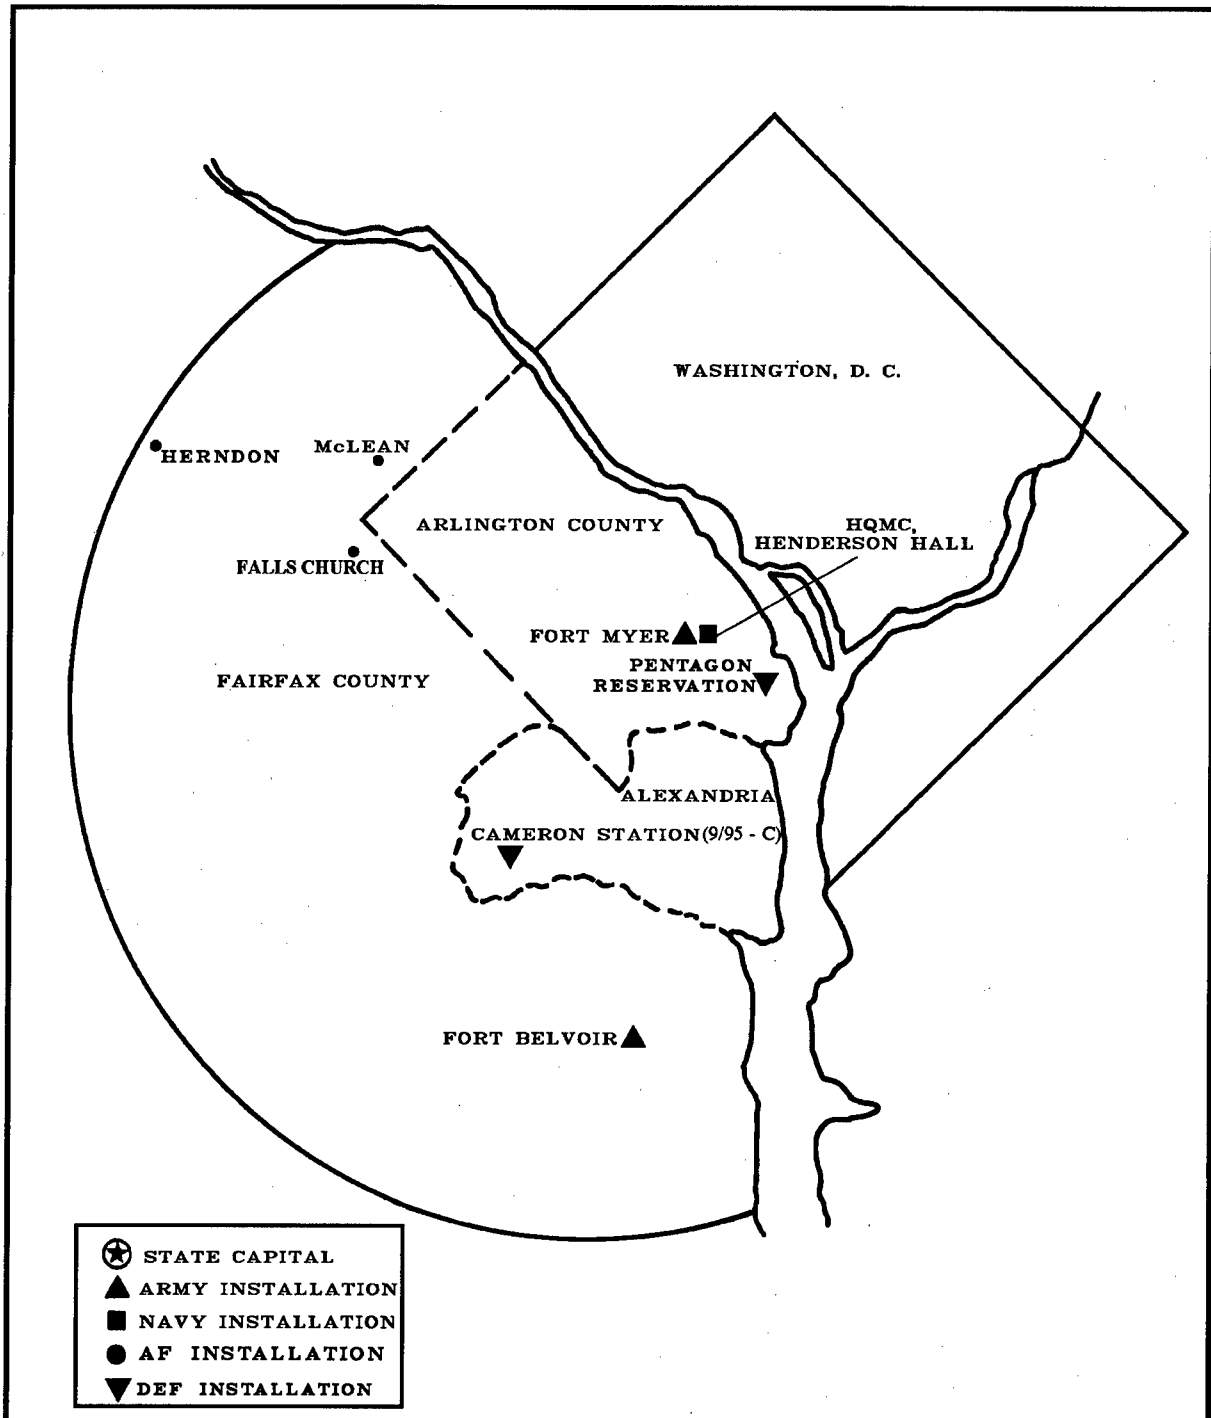 WASHINGTON, D. C.
HERNDON
McLEAN
ARLINGTON COUNTY
HQMC,
HENDERSON HALL
FALLS CHURCH
FORT MYER
PENTAGON
RESERVATION
FAIRFAX COUNTY
ALEXANDRIA
CAMERON STATION(9/95 - C)
FORT BELVOIR
STATE CAPITAL
ARMY INSTALLATION
NAVY INSTALLATION
AF INSTALLATION
DEF INSTALLATION